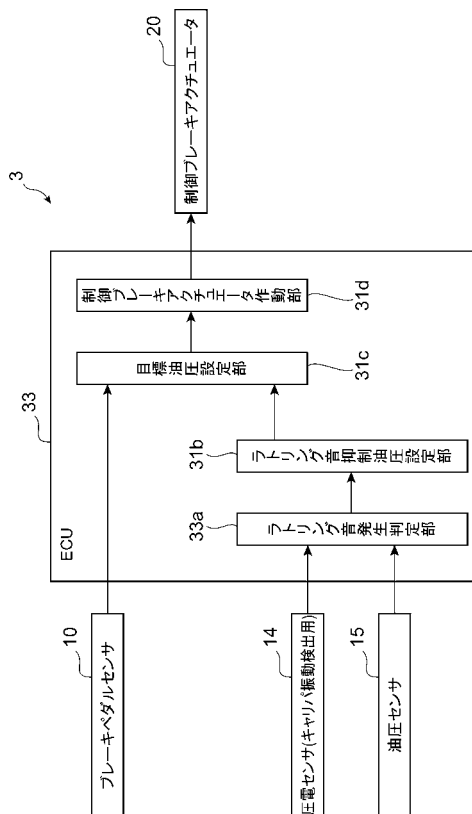 3
33
ECU
10
ブレーキペダルセンサ
14
圧電センサ(キャリパ振動検出用)
15
油圧センサ
33a
ラトリング音発生判定部
31b
ラトリング音抑制油圧設定部
目標油圧設定部
31c
制御ブレーキアクチュエータ作動部
31d
20
制御ブレーキアクチュエータ